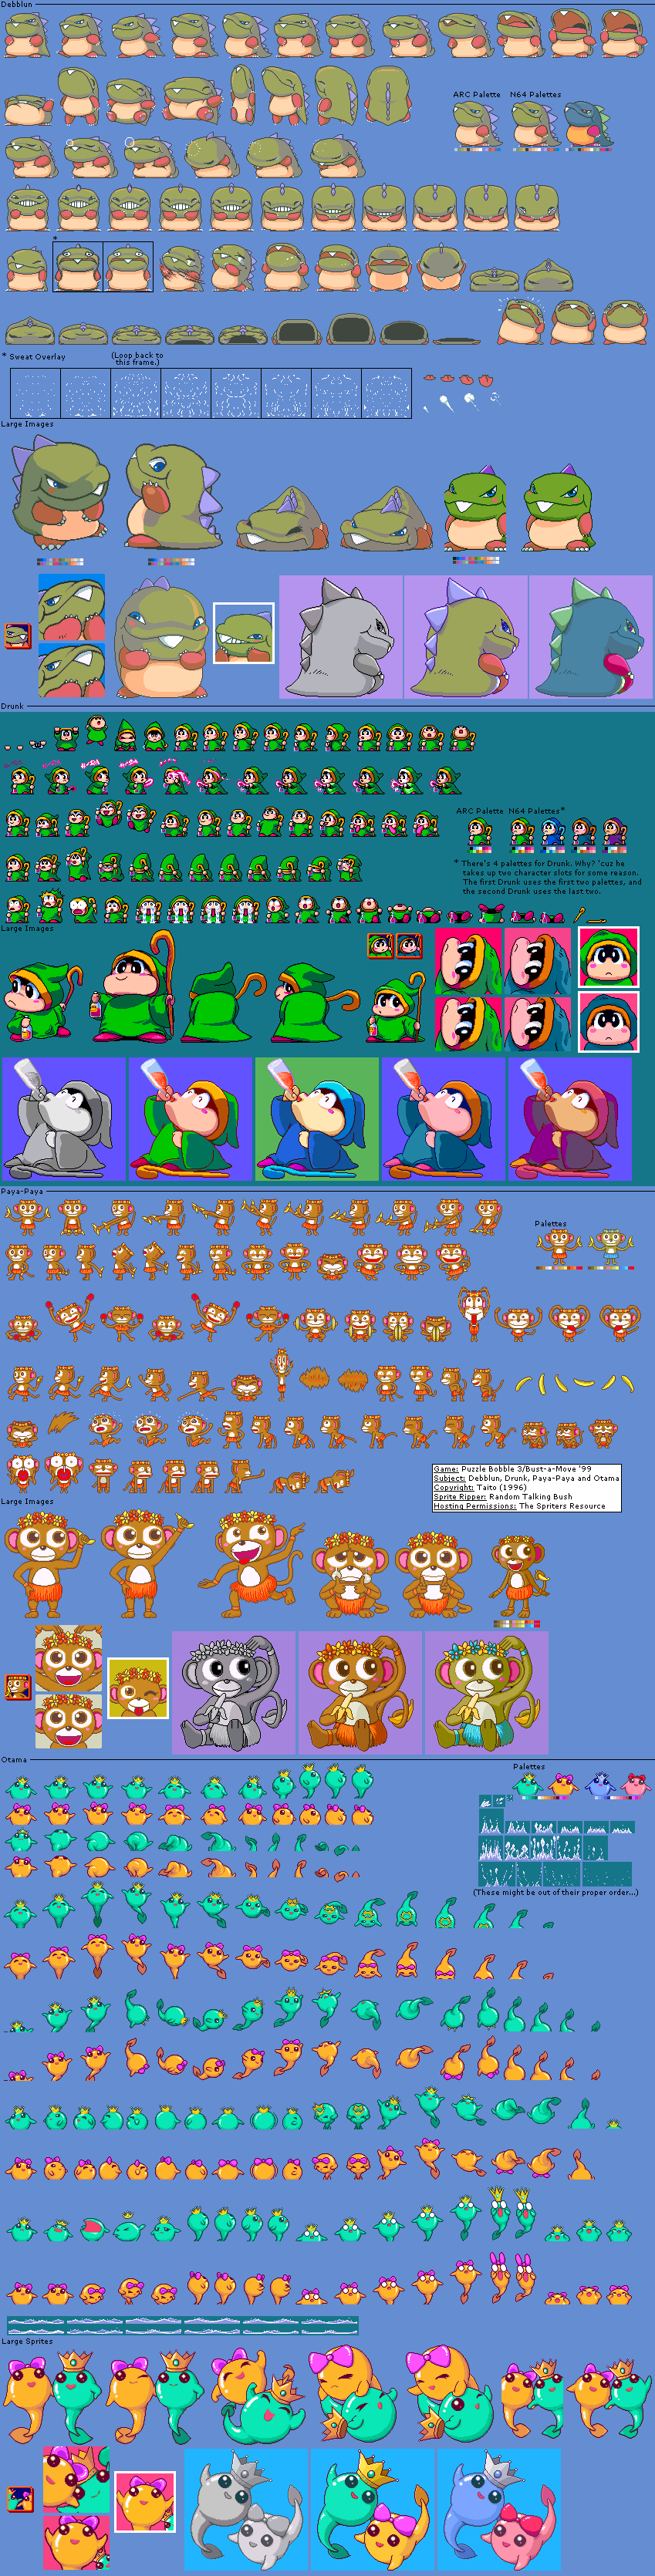 Debblun
ARC Palette N64 Palettes
*
* Sweat Overlay
(Loop back to
this frame.)
Large Images
Drunk
ARC Palette N64 Palettes*
* There's 4 palettes for Drunk. Why? 'cuz he
takes up two character slots for some reason.
The first Drunk uses the first two palettes, and
the second Drunk uses the last two.
Large Images
Paya-Paya
Palettes
Game: Puzzle Bobble 3/Bust-a-Move '99
Subject: Debblun, Drunk, Paya-Paya and Otama
Copyright: Taito (1996)
Sprite Ripper: Random Talking Bush
Hosting Permissions: The Spriters Resource
Large Images
Otama
Palettes
(These might be out of their proper order...)
Large Sprites